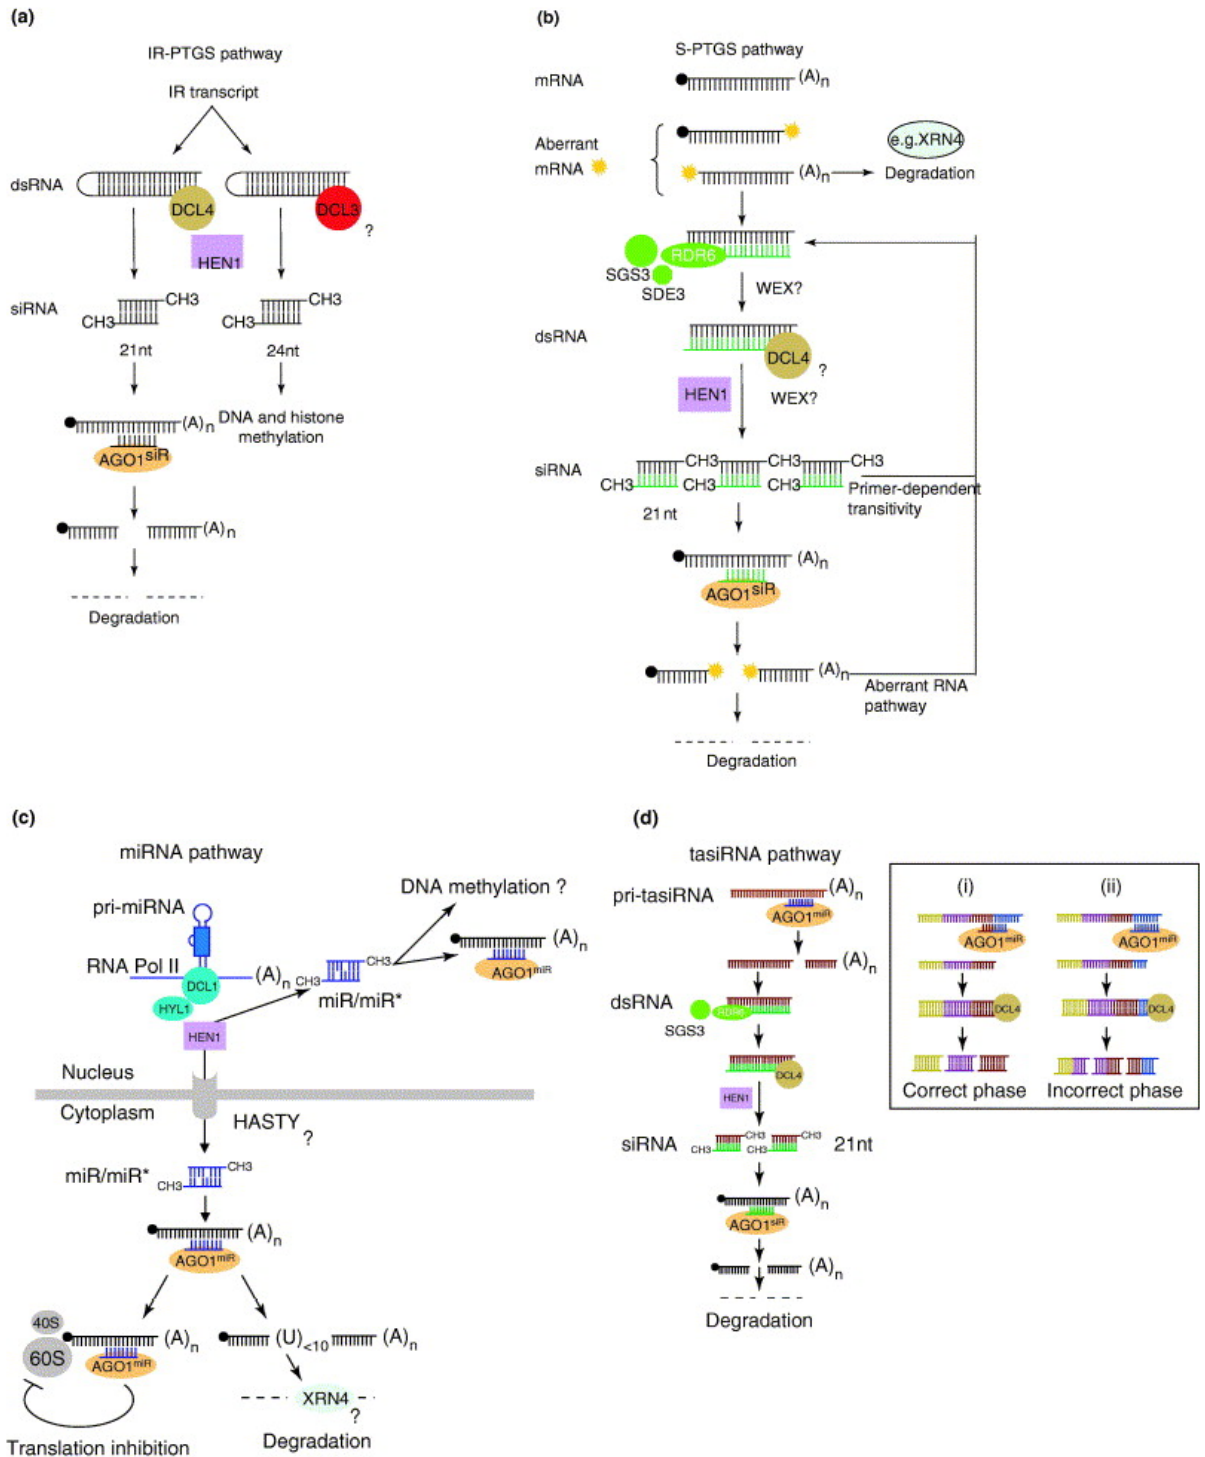 (a)
IR-PTGS pathway
IR transcript
dsRNA
DCL4
DCL3
?
HEN1
siRNA
CH3
CH3
CH3
CH3
21nt
24nt
(A)n
DNA and histone
methylation
AGO1siR
(A)n
Degradation
(b)
S-PTGS pathway
mRNA
(A)n
Aberrant
mRNA
(A)n
e.g.XRN4
Degradation
RDR6
SGS3
SDE3
WEX?
dsRNA
DCL4
?
HEN1
WEX?
siRNA
CH3
CH3
CH3
CH3
CH3
CH3
21nt
Primer-dependent
transitivity
(A)n
AGO1siR
(A)n
Aberrant RNA
pathway
Degradation
(c)
miRNA pathway
DNA methylation ?
pri-miRNA
(A)n
RNA Pol II
(A)n
CH3
CH3
AGO1miR
DCL1
miR/miR*
HYL1
HEN1
Nucleus
Cytoplasm
HASTY
?
miR/miR*
CH3
CH3
(A)n
AGO1miR
40S
60S
(A)n
AGO1miR
(U)<10
(A)n
XRN4
?
Translation inhibition
Degradation
(d)
tasiRNA pathway
pri-tasiRNA
(A)n
AGO1miR
(A)n
dsRNA
RDR6
SGS3
DCL4
HEN1
siRNA
CH3
CH3
CH3
CH3
21nt
(A)n
AGO1siR
(A)n
Degradation
(i)
(ii)
AGO1miR
AGO1miR
DCL4
DCL4
Correct phase
Incorrect phase